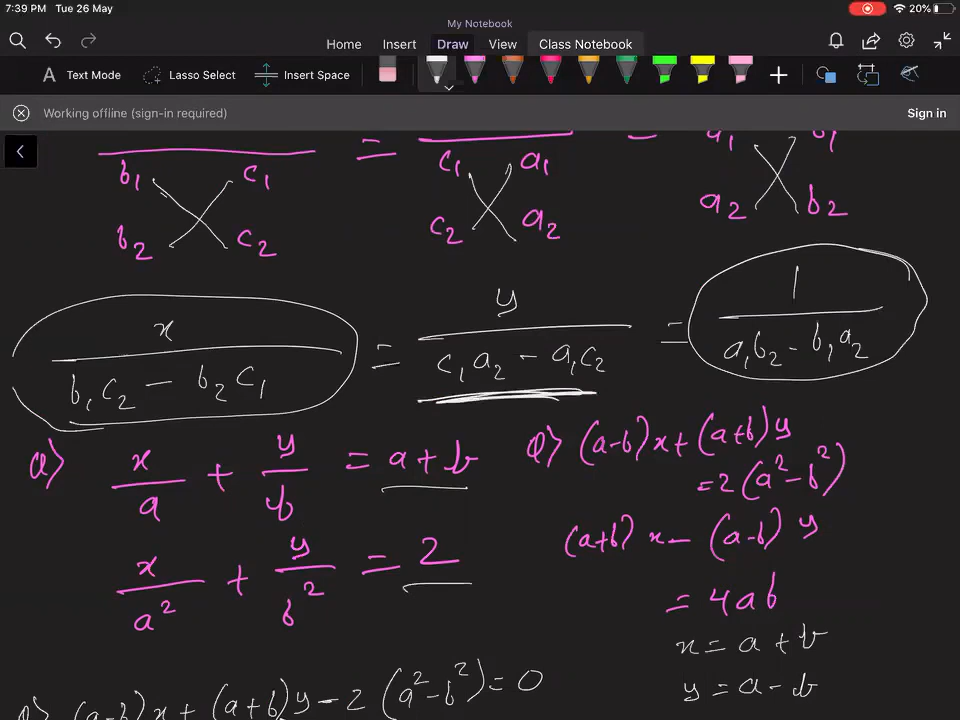 7:39 PM Tue 26 May 20%
My Notebook
Home Insert Draw View Class Notebook
Text Mode Lasso Select Insert Space
Working offline (sign-in required) Sign in
= =
b₁ c₁ c₁ a₁ a₁ b₁
b₂ c₂ c₂ a₂ a₂ b₂
x/(b₁c₂ - b₂c₁) = y/(c₁a₂ - a₁c₂) = 1/(a₁b₂ - b₁a₂)
Q> x/a + y/b = a+b
x/a² + y/b² = 2
Q> (a-b)x + (a+b)y
= 2(a²-b²)
(a+b)x - (a-b)y
= 4ab
x = a+b
y = a-b
(a-b)x + (a+b)y - 2(a²-b²) = 0